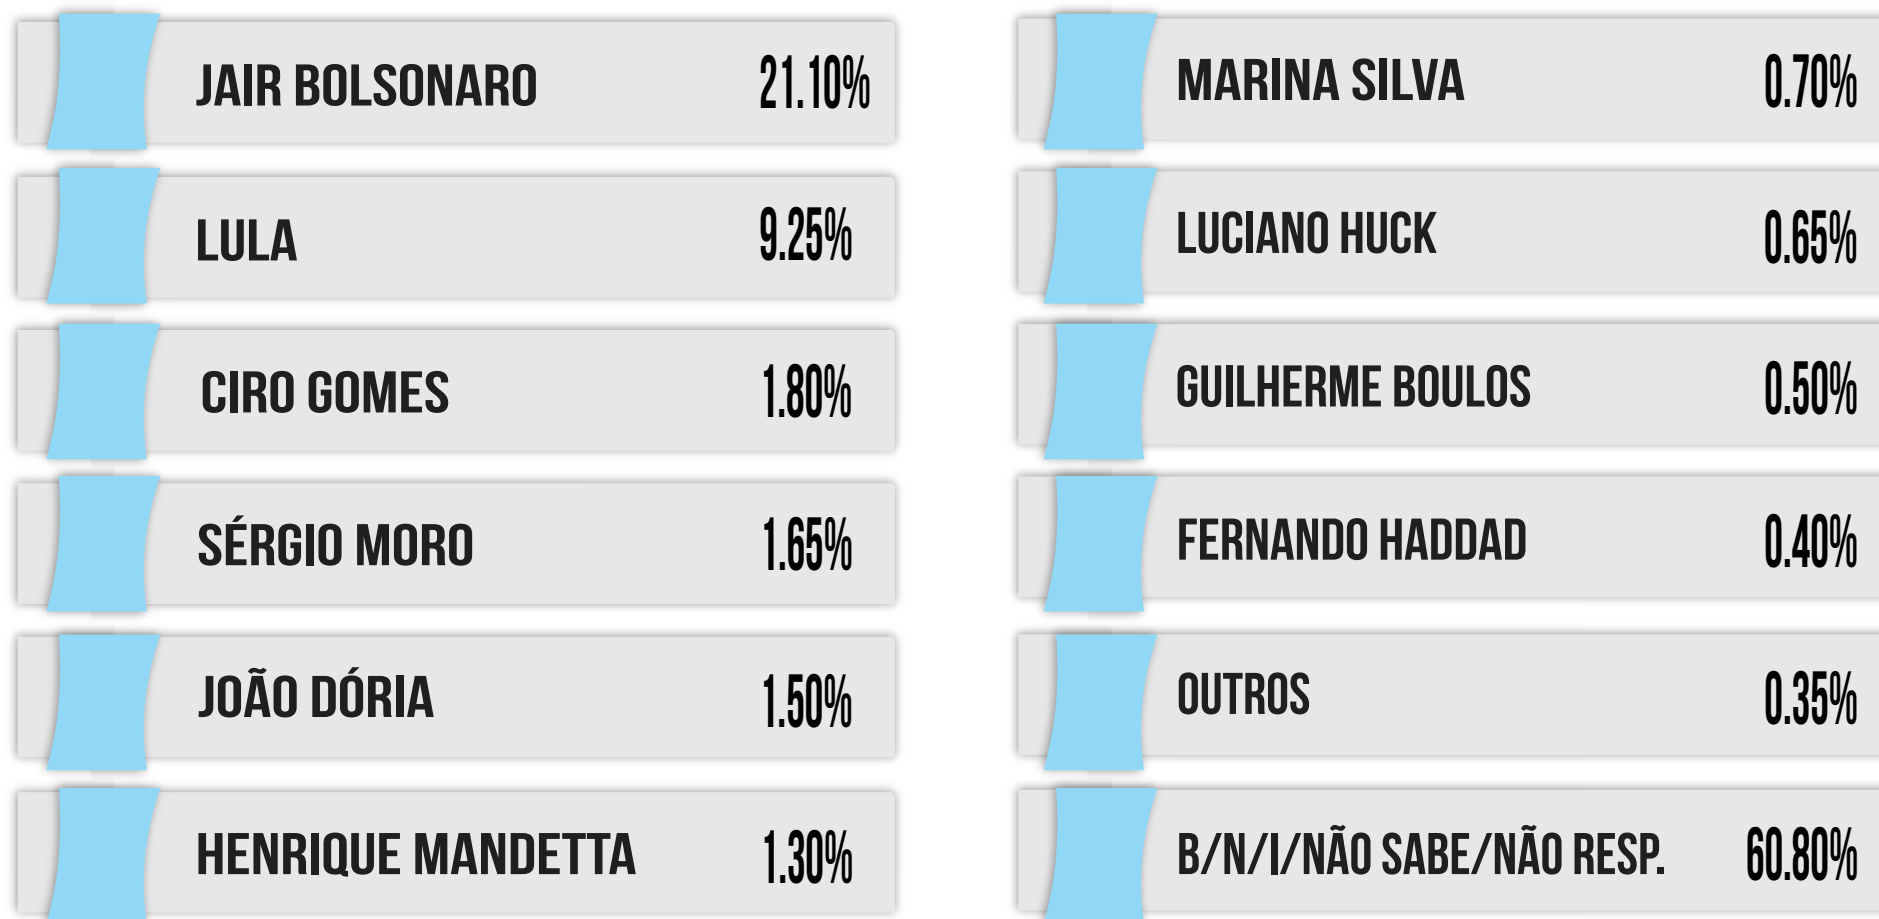 JAIR BOLSONARO 21.10%
LULA 9.25%
CIRO GOMES 1.80%
SÉRGIO MORO 1.65%
JOÃO DÓRIA 1.50%
HENRIQUE MANDETTA 1.30%
MARINA SILVA 0.70%
LUCIANO HUCK 0.65%
GUILHERME BOULOS 0.50%
FERNANDO HADDAD 0.40%
OUTROS 0.35%
B/N/I/NÃO SABE/NÃO RESP. 60.80%